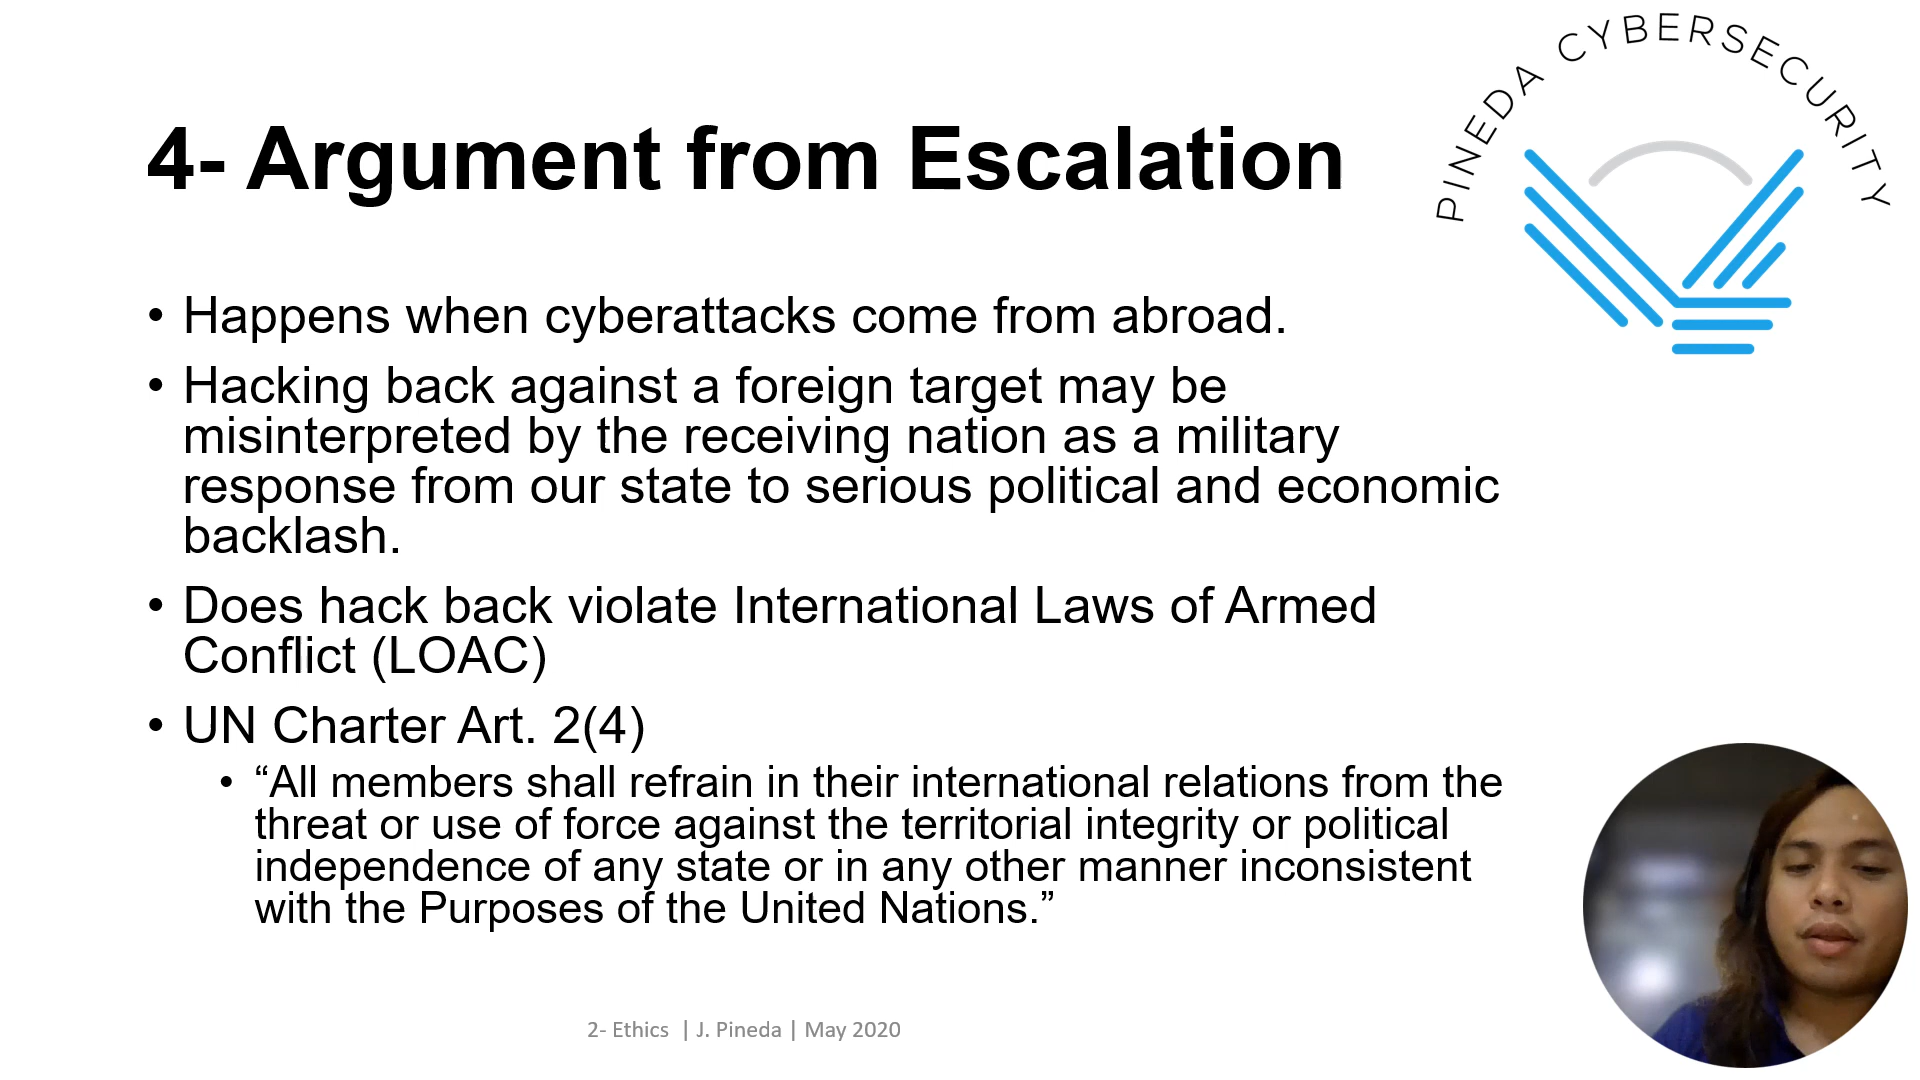 PINEDA CYBERSECURITY
4- Argument from Escalation
• Happens when cyberattacks come from abroad.
• Hacking back against a foreign target may be
misinterpreted by the receiving nation as a military
response from our state to serious political and economic
backlash.
• Does hack back violate International Laws of Armed
Conflict (LOAC)
• UN Charter Art. 2(4)
• “All members shall refrain in their international relations from the
threat or use of force against the territorial integrity or political
independence of any state or in any other manner inconsistent
with the Purposes of the United Nations.”
2- Ethics | J. Pineda | May 2020